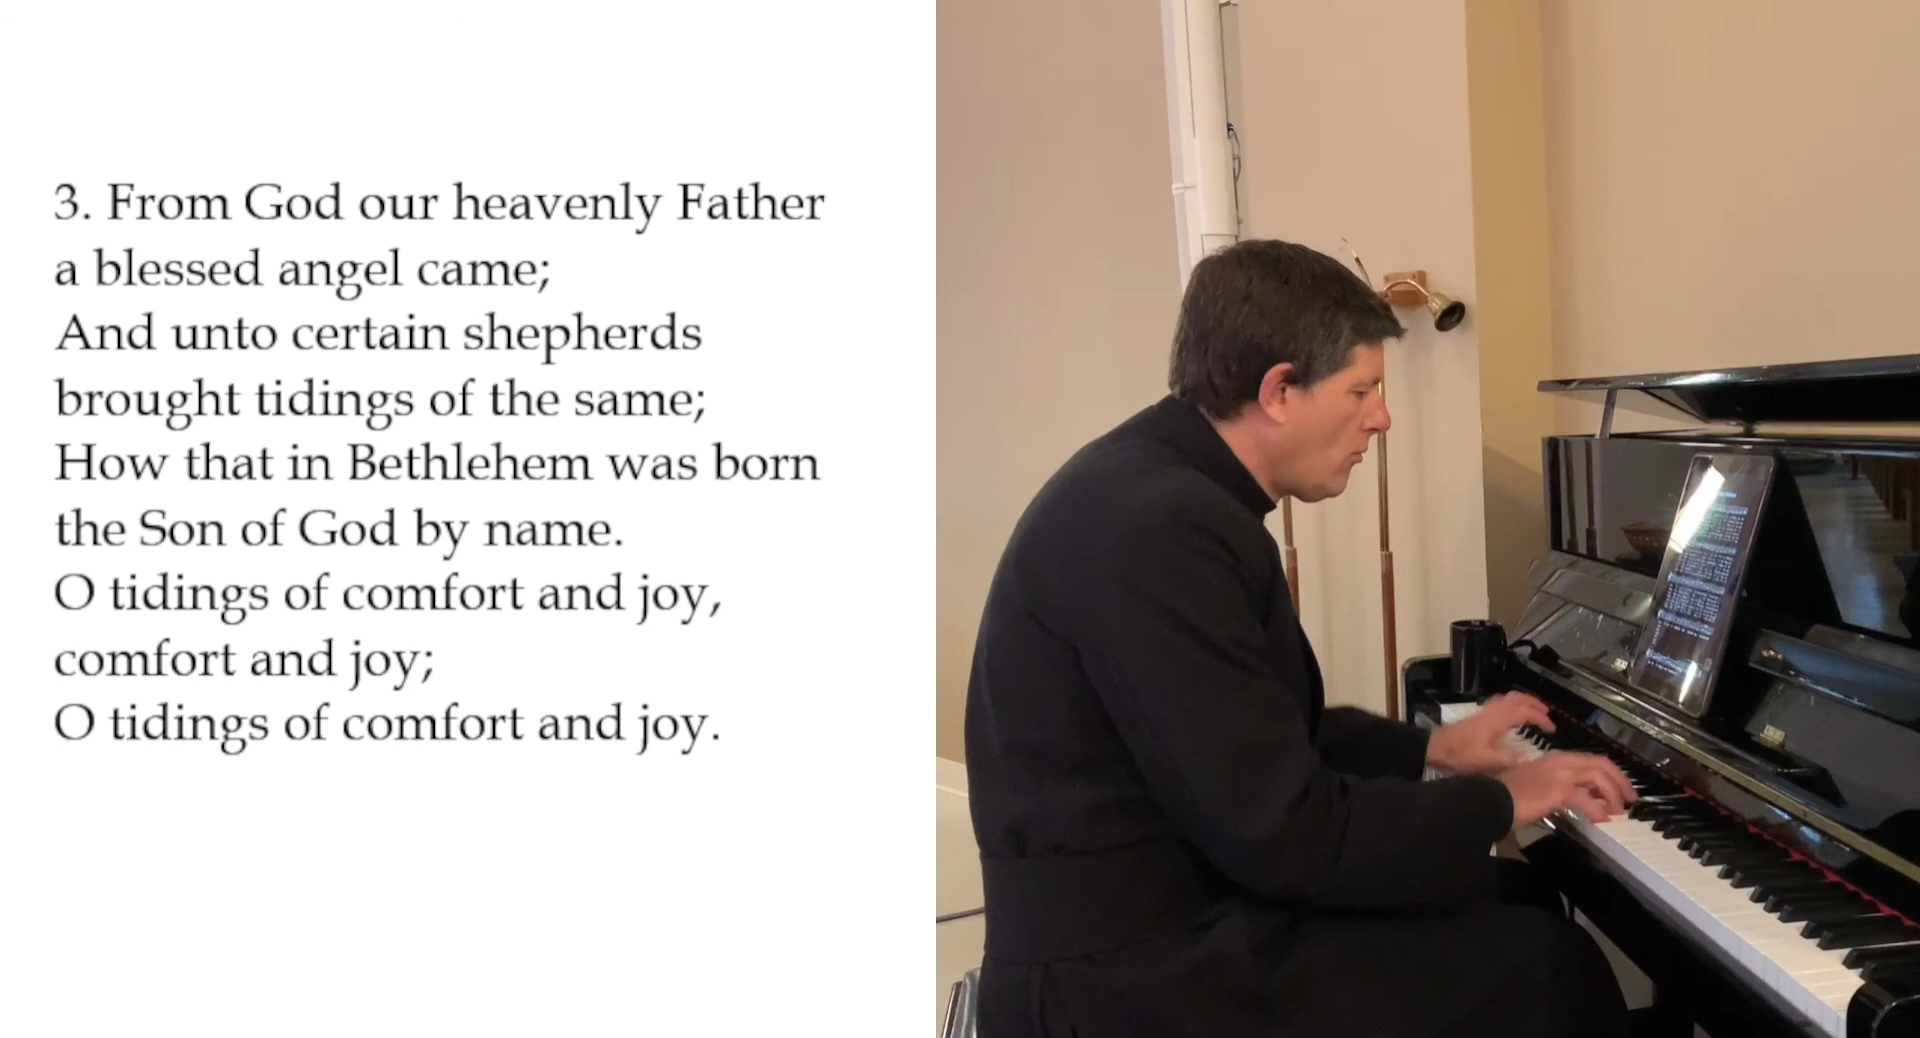 3. From God our heavenly Father
a blessed angel came;
And unto certain shepherds
brought tidings of the same;
How that in Bethlehem was born
the Son of God by name.
O tidings of comfort and joy,
comfort and joy;
O tidings of comfort and joy.